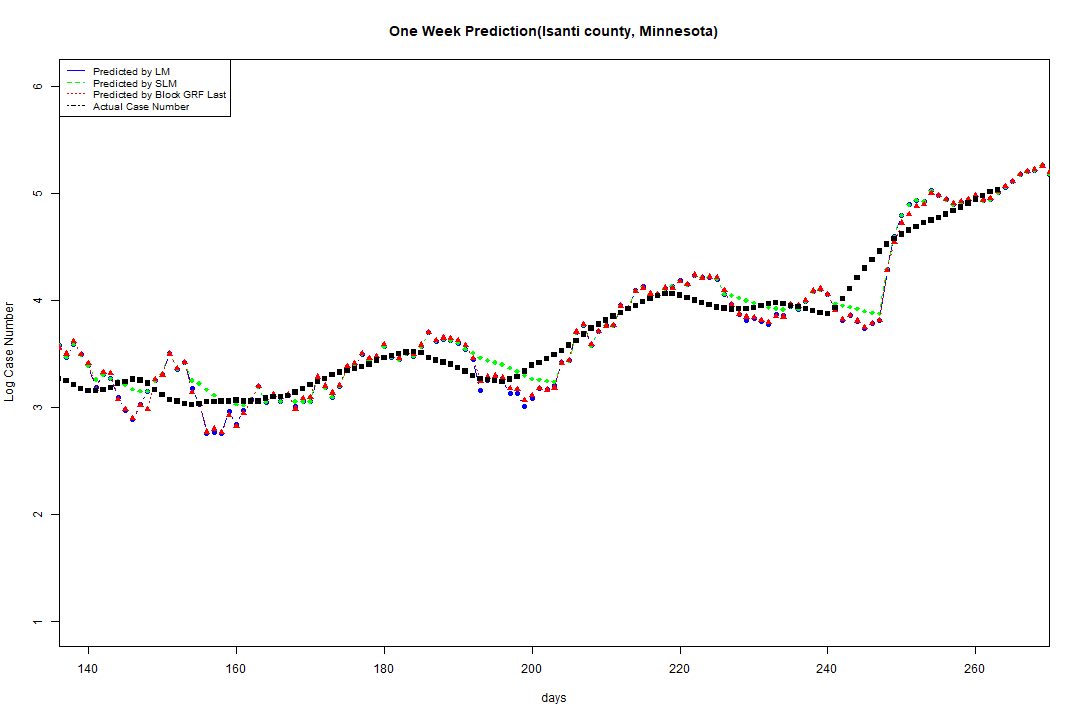 One Week Prediction(Isanti county, Minnesota)
Predicted by LM
Predicted by SLM
Predicted by Block GRF Last
Actual Case Number
6
5
4
3
2
1
Log Case Number
140 160 180 200 220 240 260
days